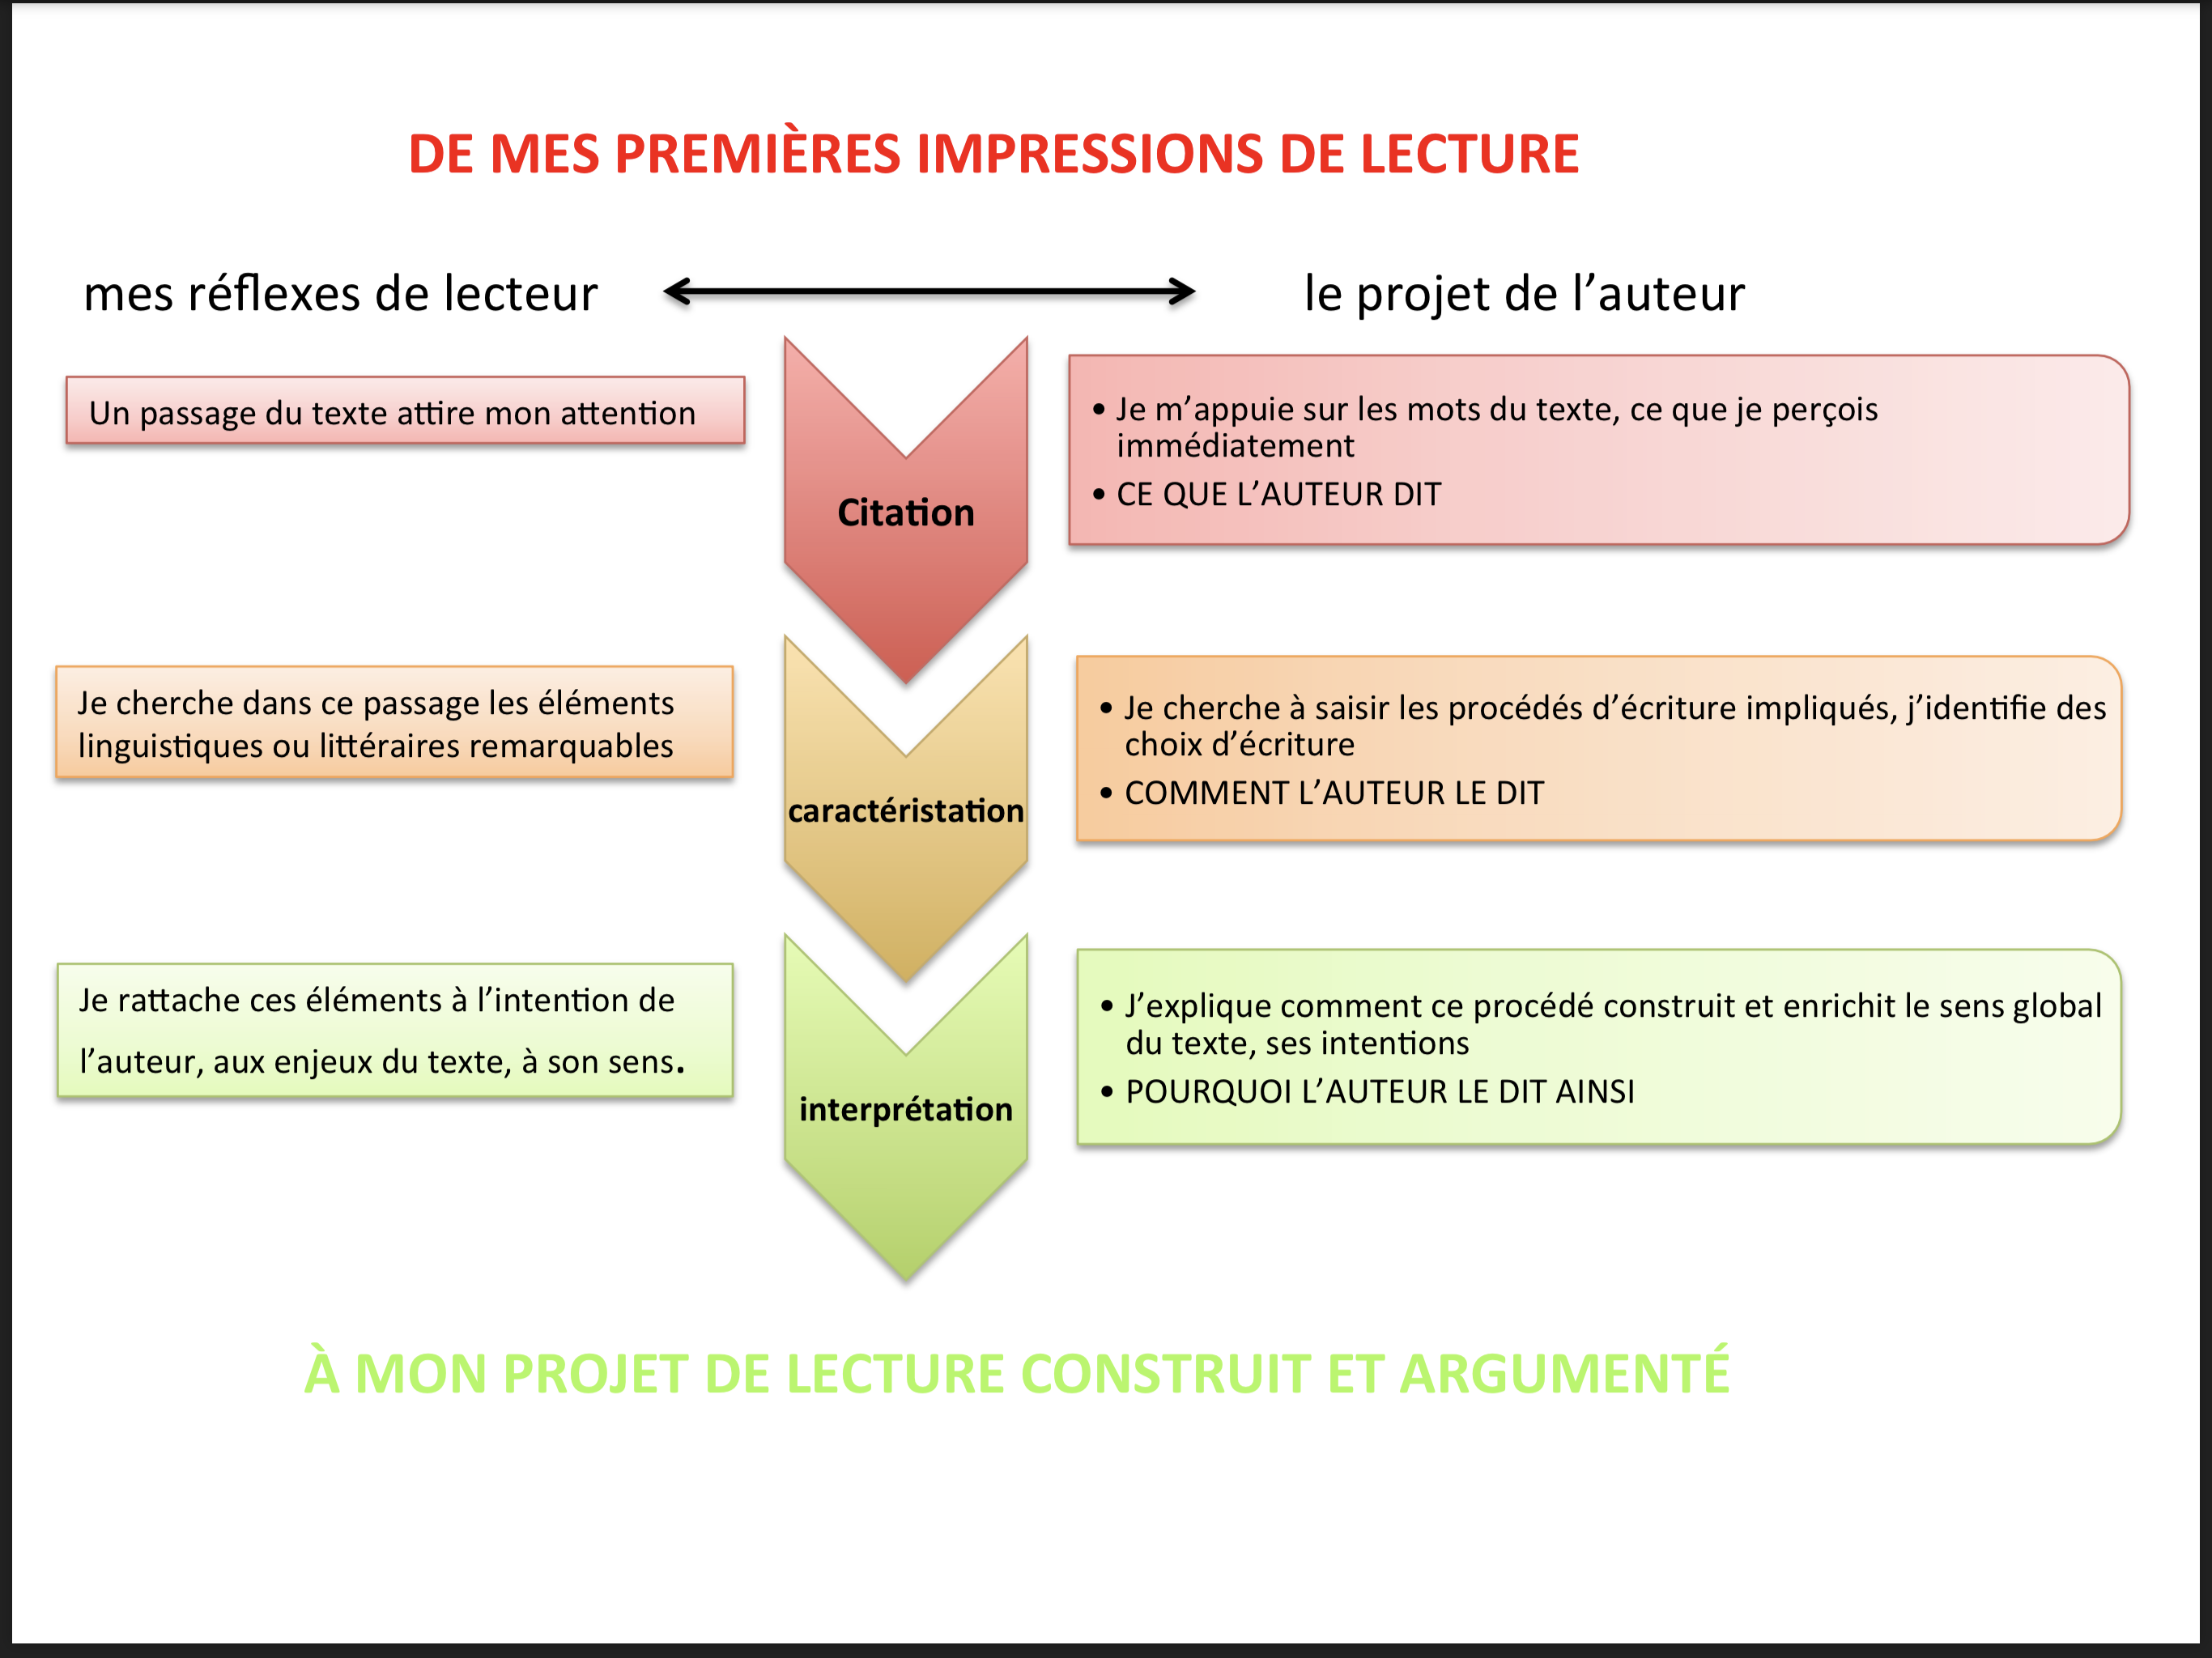 DE MES PREMIÈRES IMPRESSIONS DE LECTURE
mes réflexes de lecteur
le projet de l’auteur
Un passage du texte attire mon attention
Citation
• Je m’appuie sur les mots du texte, ce que je perçois
immédiatement
• CE QUE L’AUTEUR DIT
Je cherche dans ce passage les éléments
linguistiques ou littéraires remarquables
caractéristation
• Je cherche à saisir les procédés d’écriture impliqués, j’identifie des
choix d’écriture
• COMMENT L’AUTEUR LE DIT
Je rattache ces éléments à l’intention de
l’auteur, aux enjeux du texte, à son sens.
interprétation
• J’explique comment ce procédé construit et enrichit le sens global
du texte, ses intentions
• POURQUOI L’AUTEUR LE DIT AINSI
À MON PROJET DE LECTURE CONSTRUIT ET ARGUMENTÉ